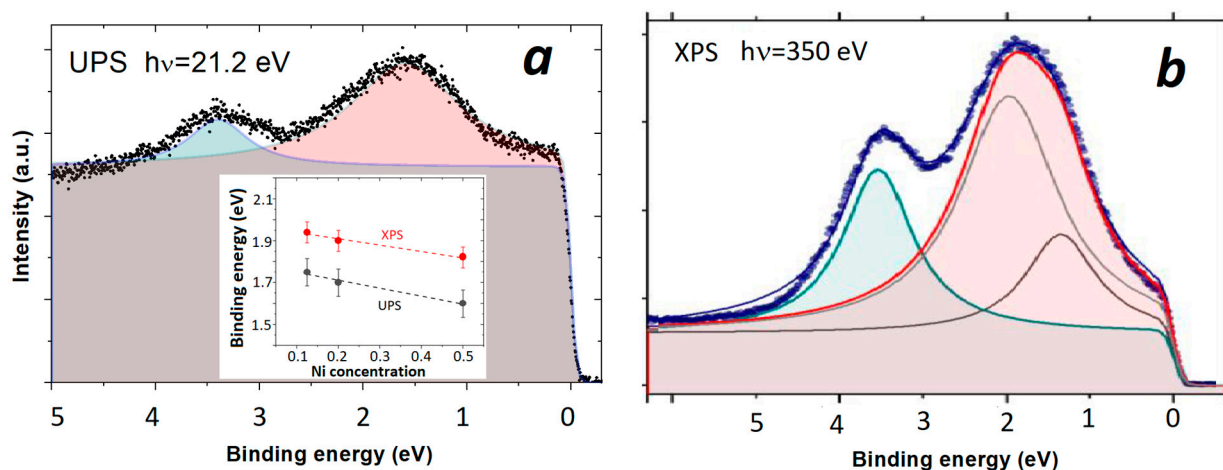 UPS hν=21.2 eV
a
Intensity (a.u.)
2.1
1.9
1.7
1.5
Binding energy (eV)
XPS
UPS
0.1 0.2 0.3 0.4 0.5
Ni concentration
5 4 3 2 1 0
Binding energy (eV)
XPS hν=350 eV
b
5 4 3 2 1 0
Binding energy (eV)